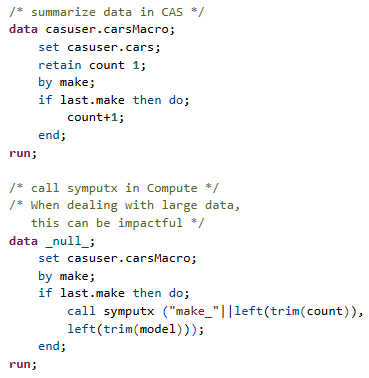 /* summarize data in CAS */
data casuser.carsMacro;
    set casuser.cars;
    retain count 1;
    by make;
    if last.make then do;
        count+1;
    end;
run;

/* call symputx in Compute */
/* When dealing with large data,
   this can be impactful */
data _null_;
    set casuser.carsMacro;
    by make;
    if last.make then do;
        call symputx ("make_"||left(trim(count)),
        left(trim(model)));
    end;
run;